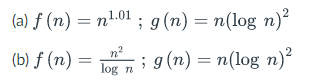 (a) f (n) = n^1.01 ; g (n) = n(log n)^2
(b) f (n) = n^2 / log n ; g (n) = n(log n)^2